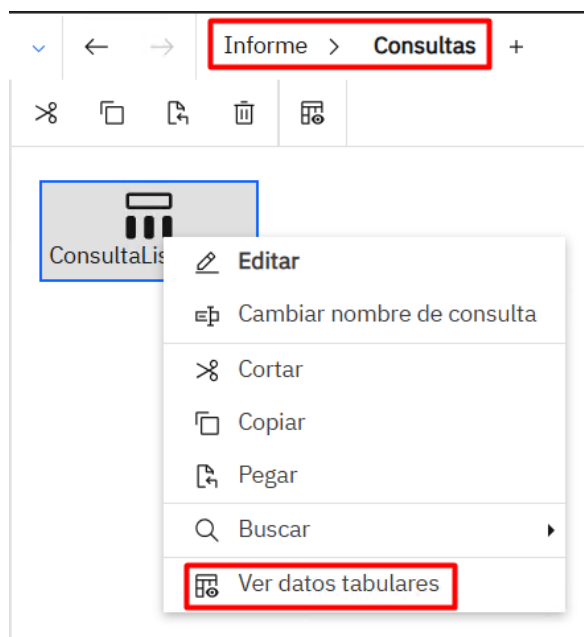 Informe > Consultas +
ConsultaLis
Editar
Cambiar nombre de consulta
Cortar
Copiar
Pegar
Buscar
Ver datos tabulares